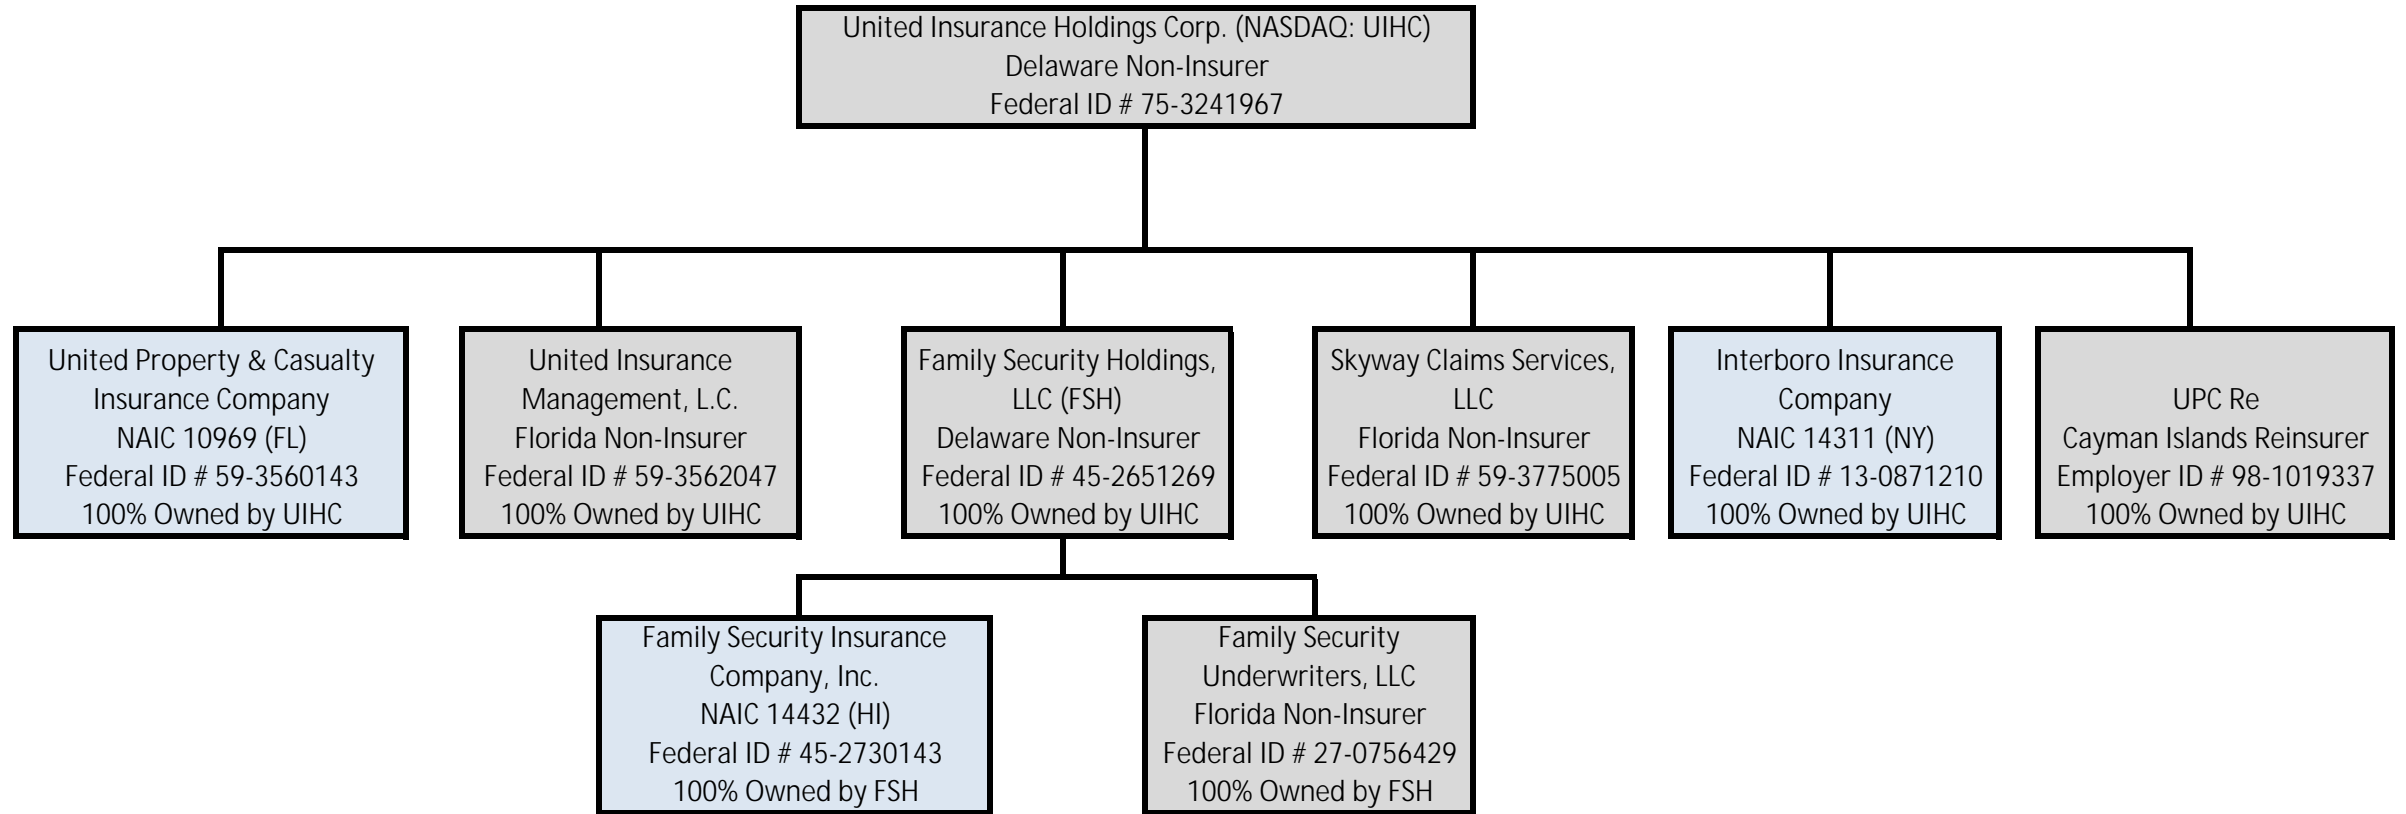 United Insurance Holdings Corp. (NASDAQ: UIHC)
Delaware Non-Insurer
Federal ID # 75-3241967
United Property & Casualty
Insurance Company
NAIC 10969 (FL)
Federal ID # 59-3560143
100% Owned by UIHC
United Insurance
Management, L.C.
Florida Non-Insurer
Federal ID # 59-3562047
100% Owned by UIHC
Family Security Holdings,
LLC (FSH)
Delaware Non-Insurer
Federal ID # 45-2651269
100% Owned by UIHC
Skyway Claims Services,
LLC
Florida Non-Insurer
Federal ID # 59-3775005
100% Owned by UIHC
Interboro Insurance
Company
NAIC 14311 (NY)
Federal ID # 13-0871210
100% Owned by UIHC
UPC Re
Cayman Islands Reinsurer
Employer ID # 98-1019337
100% Owned by UIHC
Family Security Insurance
Company, Inc.
NAIC 14432 (HI)
Federal ID # 45-2730143
100% Owned by FSH
Family Security
Underwriters, LLC
Florida Non-Insurer
Federal ID # 27-0756429
100% Owned by FSH